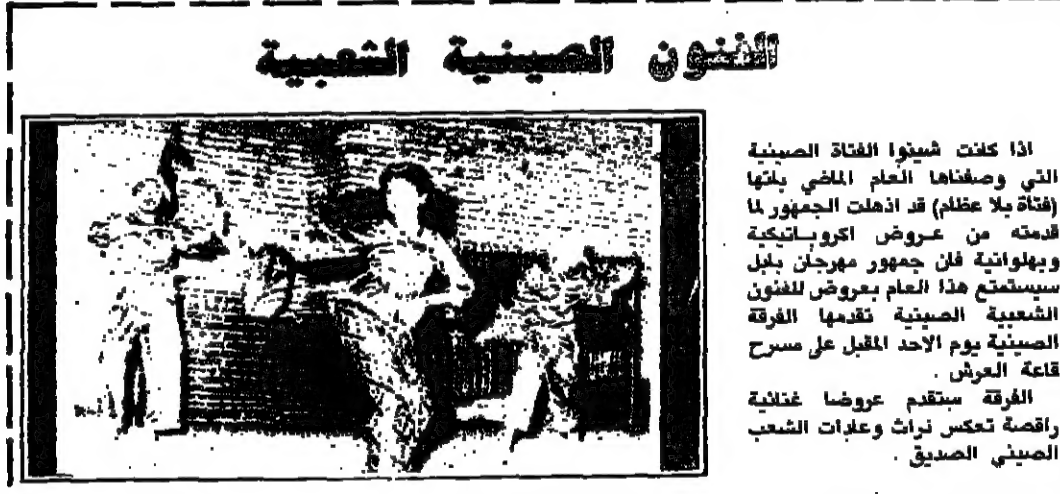 الفنون الصينية الشعبية
اذا كانت شينوا الفتاة الصينية
التي وصفناها العام الماضي بانها
(فتاة بلا عظام) قد اذهلت الجمهور لما
قدمته من عروض اكروباتيكية
وبهلوانية فان جمهور مهرجان بابل
سيستمتع هذا العام بعروض للفنون
الشعبية الصينية تقدمها الفرقة
الصينية يوم الاحد المقبل على مسرح
قاعة العرش .
الفرقة ستقدم عروضا غنائية
راقصة تعكس تراث وعادات الشعب
الصيني الصديق .